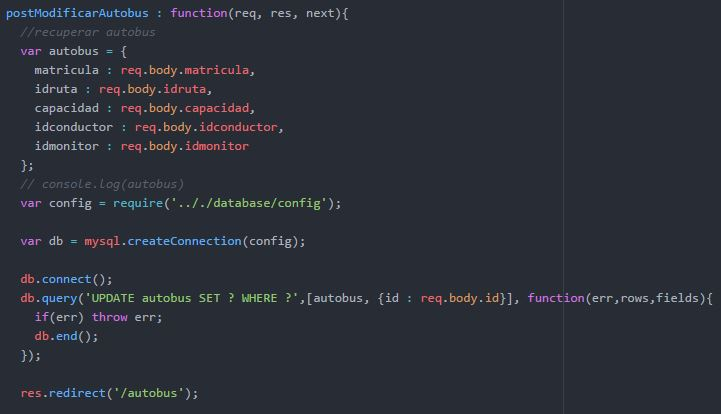 postModificarAutobus : function(req, res, next){
  //recuperar autobus
  var autobus = {
    matricula : req.body.matricula,
    idruta : req.body.idruta,
    capacidad : req.body.capacidad,
    idconductor : req.body.idconductor,
    idmonitor : req.body.idmonitor
  };
  // console.log(autobus)
  var config = require('.././database/config');
  var db = mysql.createConnection(config);
  db.connect();
  db.query('UPDATE autobus SET ? WHERE ?',[autobus, {id : req.body.id}], function(err,rows,fields){
    if(err) throw err;
    db.end();
  });
  res.redirect('/autobus');